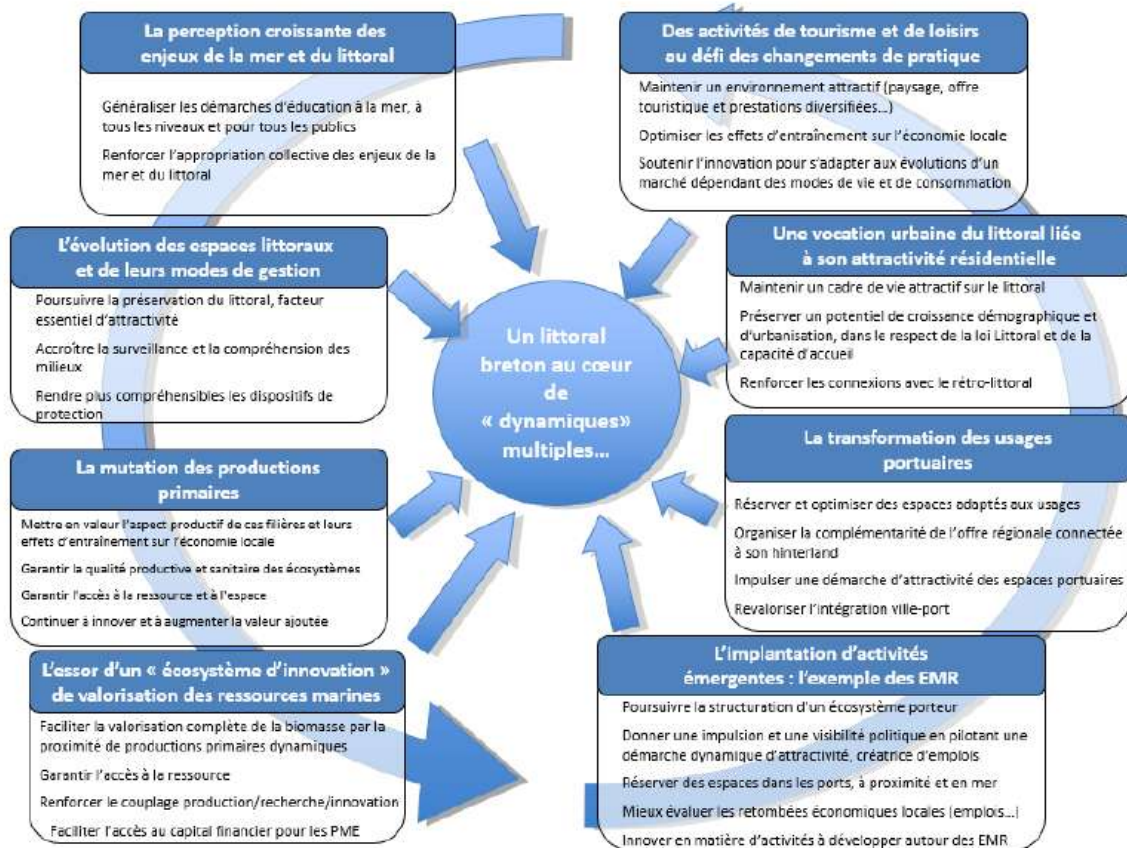 La perception croissante des
enjeux de la mer et du littoral
Généraliser les démarches d'éducation à la mer, à
tous les niveaux et pour tous les publics
Renforcer l'appropriation collective des enjeux de la
mer et du littoral
Des activités de tourisme et de loisirs
au défi des changements de pratique
Maintenir un environnement attractif (paysage, offre
touristique et prestations diversifiées...)
Optimiser les effets d'entraînement sur l'économie locale
Soutenir l'innovation pour s'adapter aux évolutions d'un
marché dépendant des modes de vie et de consommation
L'évolution des espaces littoraux
et de leurs modes de gestion
Poursuivre la préservation du littoral, facteur
essentiel d'attractivité
Accroître la surveillance et la compréhension des
milieux
Rendre plus compréhensibles les dispositifs de
protection
Une vocation urbaine du littoral liée
à son attractivité résidentielle
Maintenir un cadre de vie attractif sur le littoral
Préserver un potentiel de croissance démographique et
d'urbanisation, dans le respect de la loi Littoral et de la
capacité d'accueil
Renforcer les connexions avec le rétro-littoral
Un littoral
breton au cœur
de
« dynamiques»
multiples...
La mutation des productions
primaires
Mettre en valeur l'aspect productif de ces filières et leurs
effets d'entraînement sur l'économie locale
Garantir la qualité productive et sanitaire des écosystèmes
Garantir l'accès à la ressource et à l'espace
Continuer à innover et à augmenter la valeur ajoutée
La transformation des usages
portuaires
Réserver et optimiser des espaces adaptés aux usages
Organiser la complémentarité de l'offre régionale connectée
à son hinterland
Impulser une démarche d'attractivité des espaces portuaires
Revaloriser l'intégration ville-port
L'essor d'un « écosystème d'innovation »
de valorisation des ressources marines
Faciliter la valorisation complète de la biomasse par la
proximité de productions primaires dynamiques
Garantir l'accès à la ressource
Renforcer le couplage production/recherche/innovation
Faciliter l'accès au capital financier pour les PME
L'implantation d'activités
émergentes : l'exemple des EMR
Poursuivre la structuration d'un écosystème porteur
Donner une impulsion et une visibilité politique en pilotant une
démarche dynamique d'attractivité, créatrice d'emplois
Réserver des espaces dans les ports, à proximité et en mer
Mieux évaluer les retombées économiques locales (emplois...)
Innover en matière d'activités à développer autour des EMR